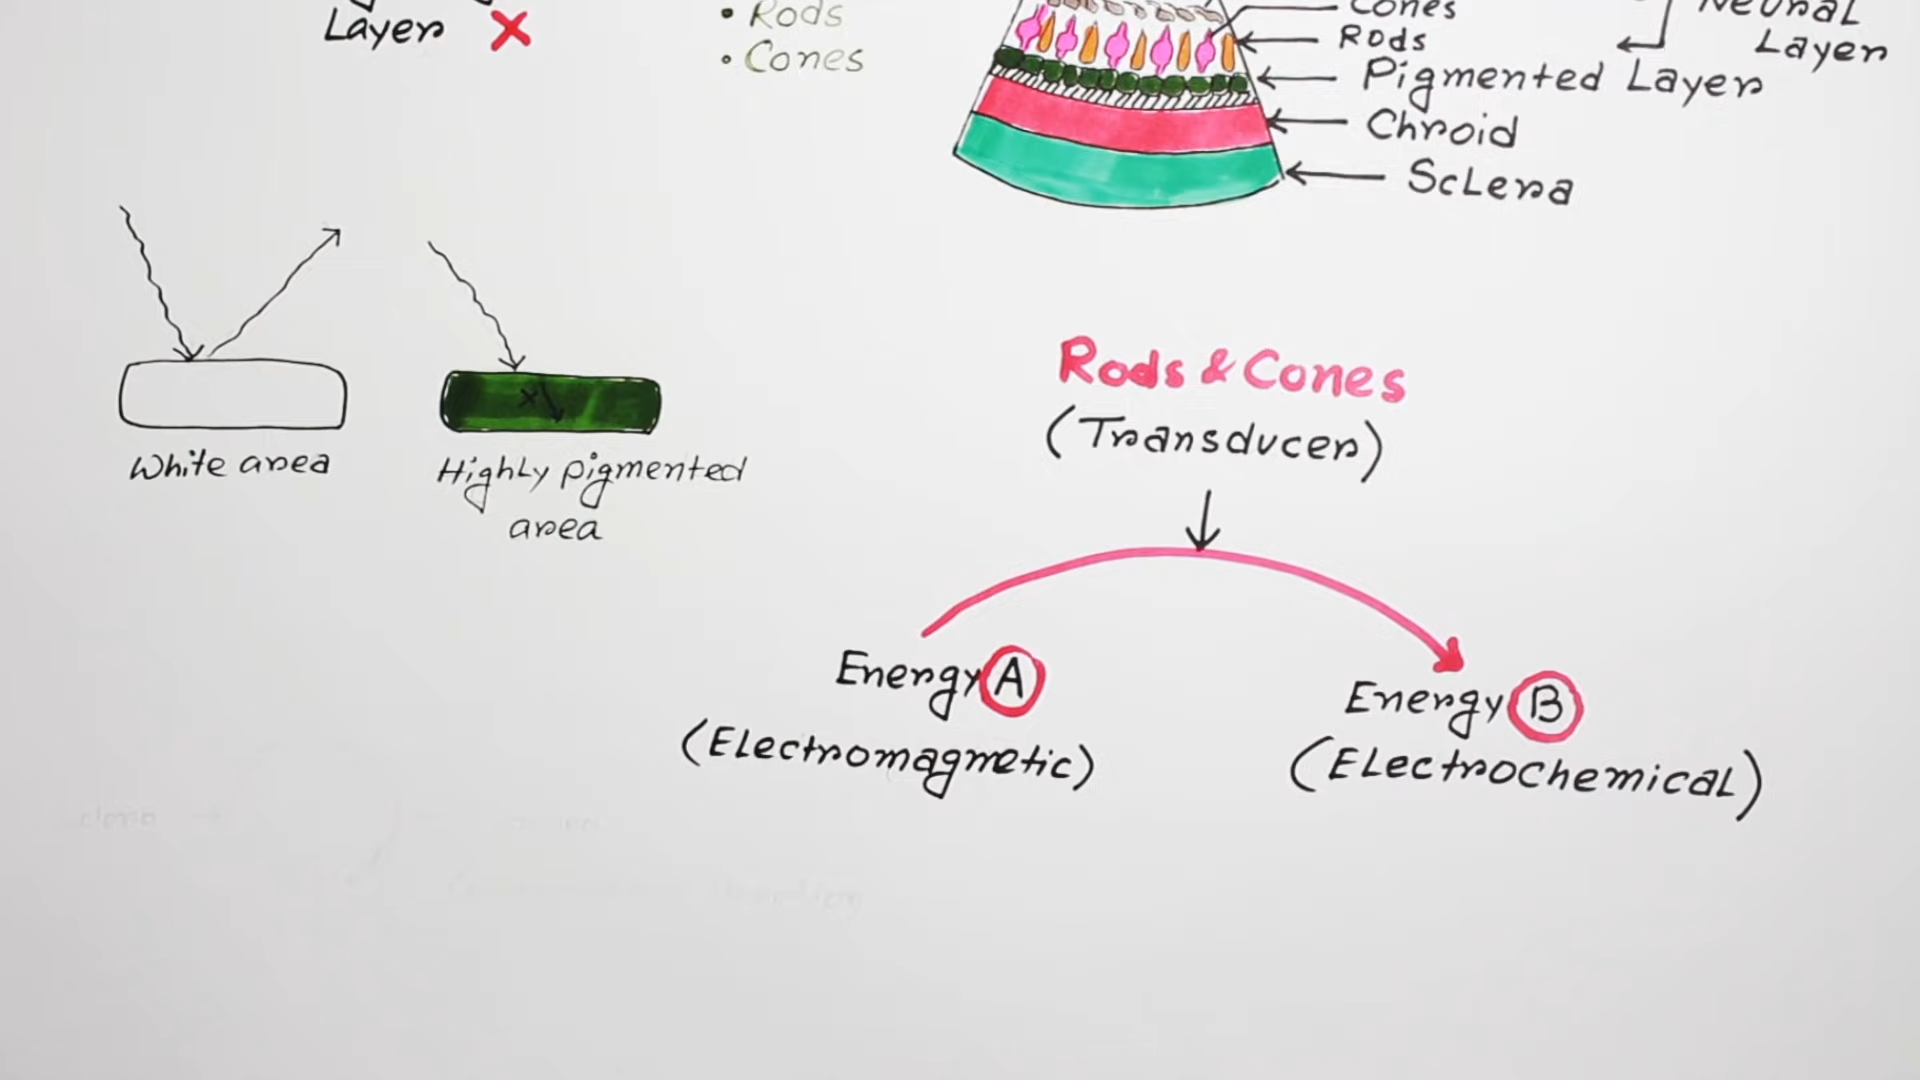 Layer
• Rods
• Cones
Cones
Rods
Neural
Layer
Pigmented Layer
Chroid
Sclera
White area
Highly pigmented
area
Rods & Cones
(Transducer)
Energy A
(Electromagnetic)
Energy B
(Electrochemical)